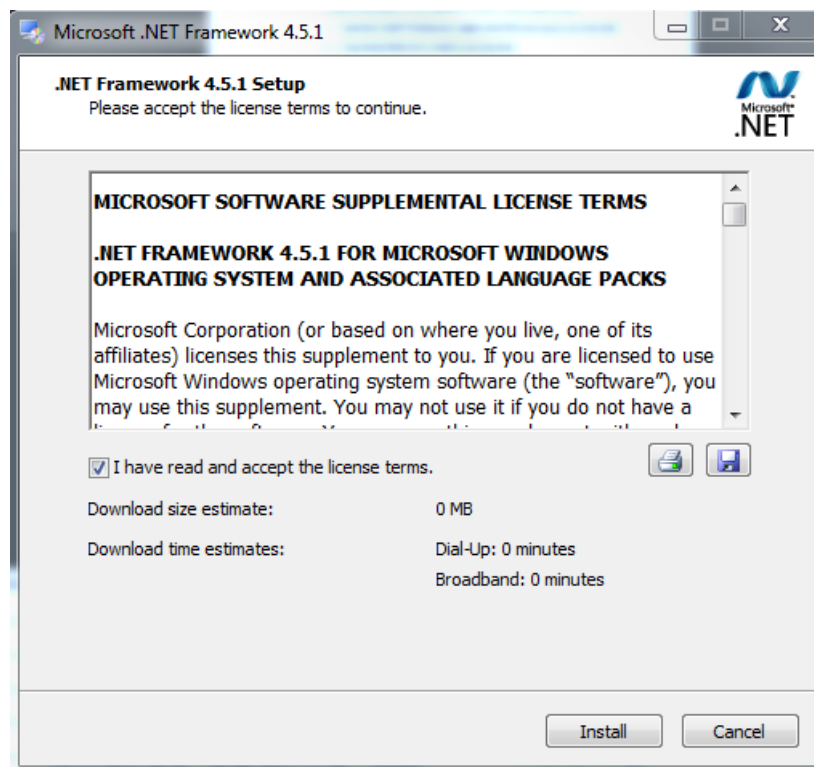 Microsoft .NET Framework 4.5.1
.NET Framework 4.5.1 Setup
Please accept the license terms to continue.
Microsoft
.NET
MICROSOFT SOFTWARE SUPPLEMENTAL LICENSE TERMS
.NET FRAMEWORK 4.5.1 FOR MICROSOFT WINDOWS
OPERATING SYSTEM AND ASSOCIATED LANGUAGE PACKS
Microsoft Corporation (or based on where you live, one of its
affiliates) licenses this supplement to you. If you are licensed to use
Microsoft Windows operating system software (the “software”), you
may use this supplement. You may not use it if you do not have a
I have read and accept the license terms.
Download size estimate: 0 MB
Download time estimates: Dial-Up: 0 minutes
Broadband: 0 minutes
Install Cancel